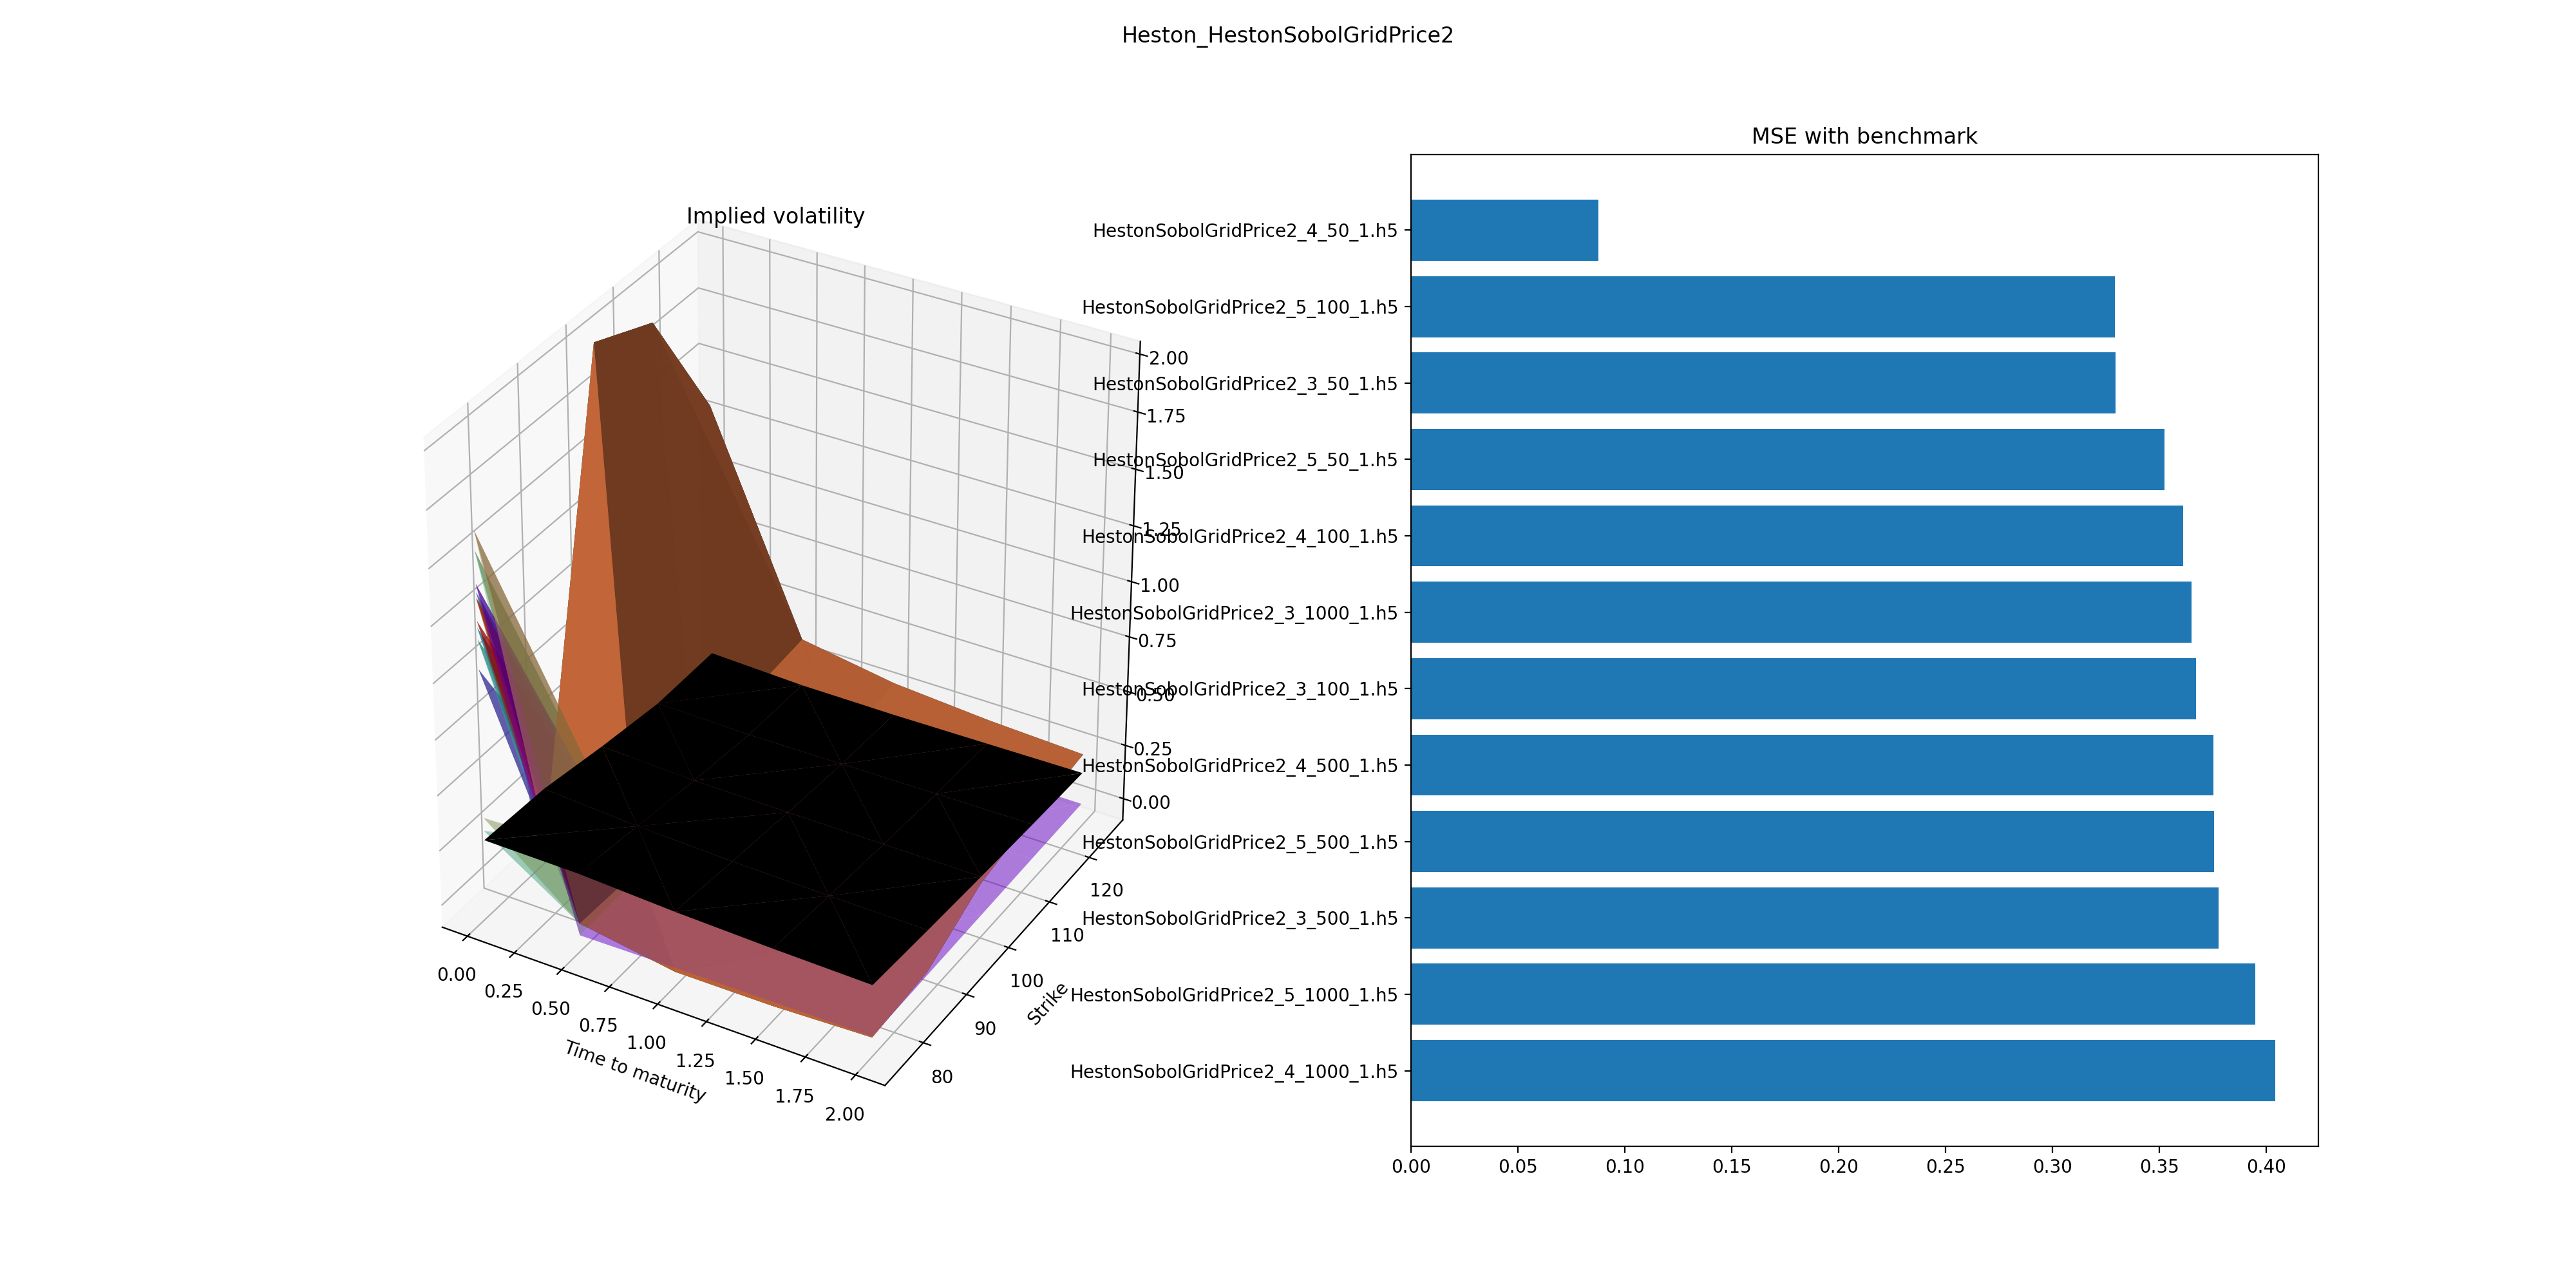 Heston_HestonSobolGridPrice2
Implied volatility
2.00
1.75
1.50
1.25
1.00
0.75
0.50
0.25
0.00
0.00
0.25
0.50
0.75
1.00
1.25
1.50
1.75
2.00
Time to maturity
80
90
100
110
120
Strike
MSE with benchmark
HestonSobolGridPrice2_4_50_1.h5
HestonSobolGridPrice2_5_100_1.h5
HestonSobolGridPrice2_3_50_1.h5
HestonSobolGridPrice2_5_50_1.h5
HestonSobolGridPrice2_4_100_1.h5
HestonSobolGridPrice2_3_1000_1.h5
HestonSobolGridPrice2_3_100_1.h5
HestonSobolGridPrice2_4_500_1.h5
HestonSobolGridPrice2_5_500_1.h5
HestonSobolGridPrice2_3_500_1.h5
HestonSobolGridPrice2_5_1000_1.h5
HestonSobolGridPrice2_4_1000_1.h5
0.00 0.05 0.10 0.15 0.20 0.25 0.30 0.35 0.40